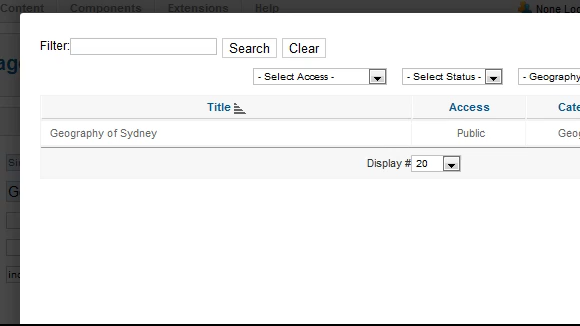 Content Components Extensions Help None Loc
Filter: Search Clear
- Select Access - - Select Status - - Geography
Title Access Cate
Geography of Sydney Public Geog
Display # 20